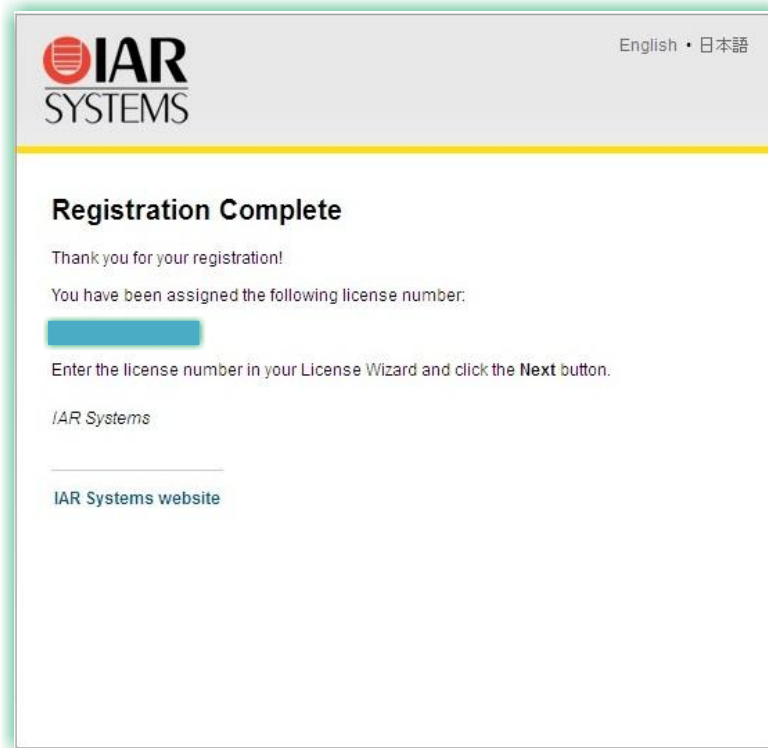 IAR
SYSTEMS
English • 日本語
Registration Complete
Thank you for your registration!
You have been assigned the following license number:
Enter the license number in your License Wizard and click the Next button.
IAR Systems
IAR Systems website